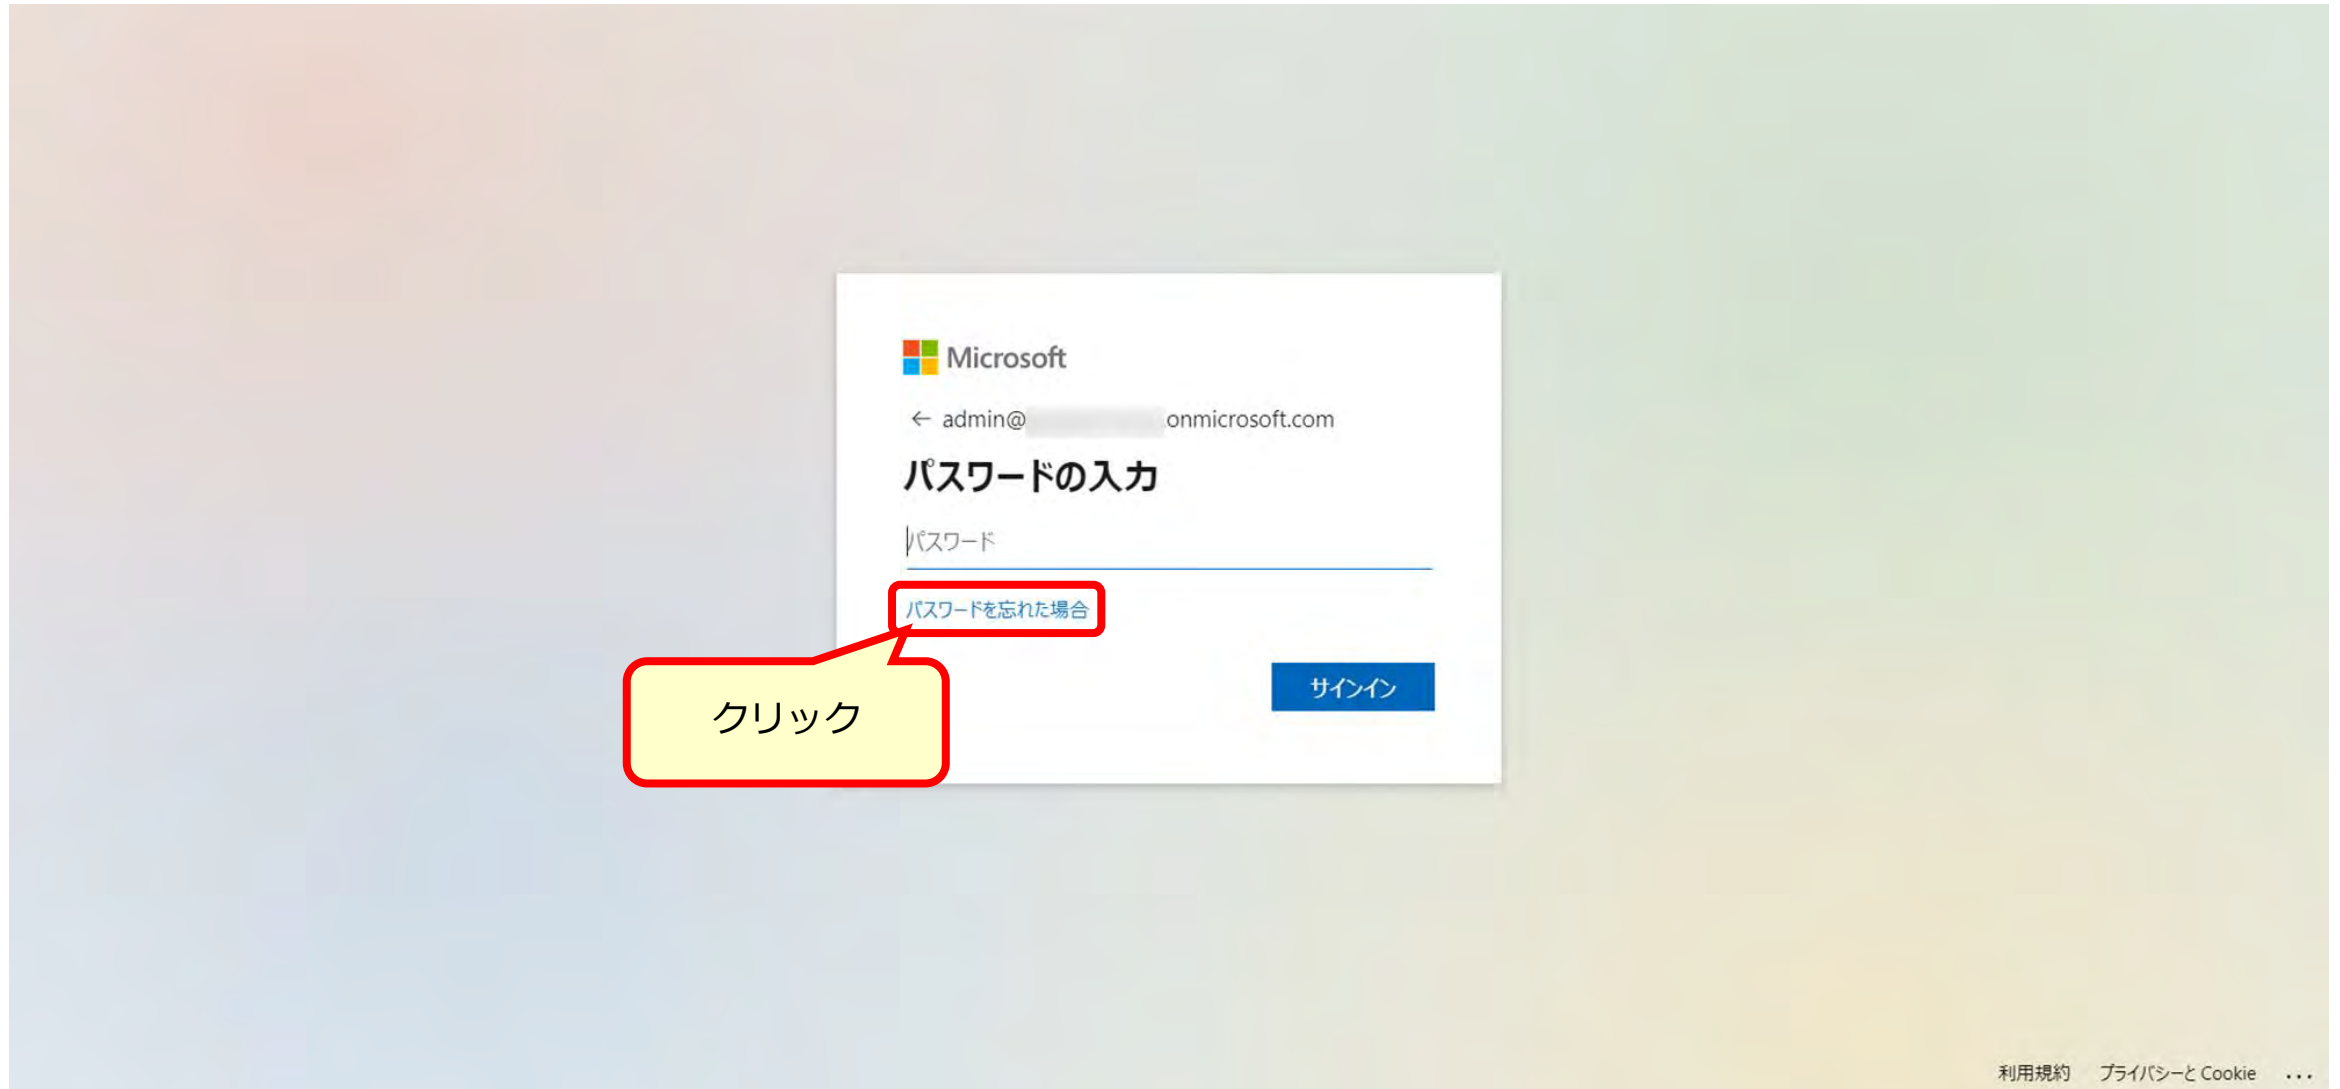 Microsoft
← admin@ onmicrosoft.com
パスワードの入力
パスワード
パスワードを忘れた場合
クリック
サインイン
利用規約 プライバシーと Cookie ...